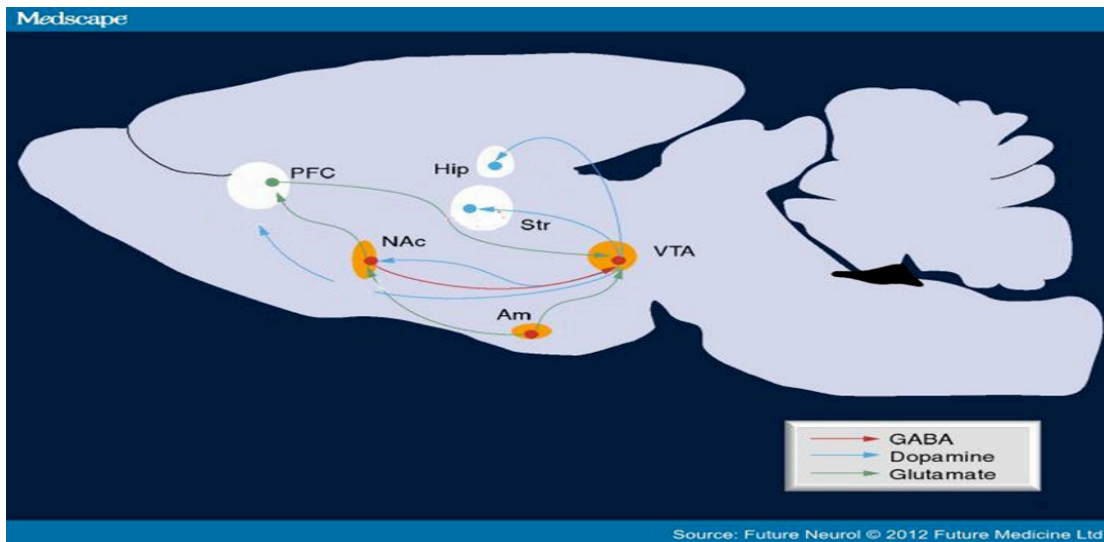 Medscape
PFC
Hip
Str
NAc
VTA
Am
GABA
Dopamine
Glutamate
Source: Future Neurol © 2012 Future Medicine Ltd